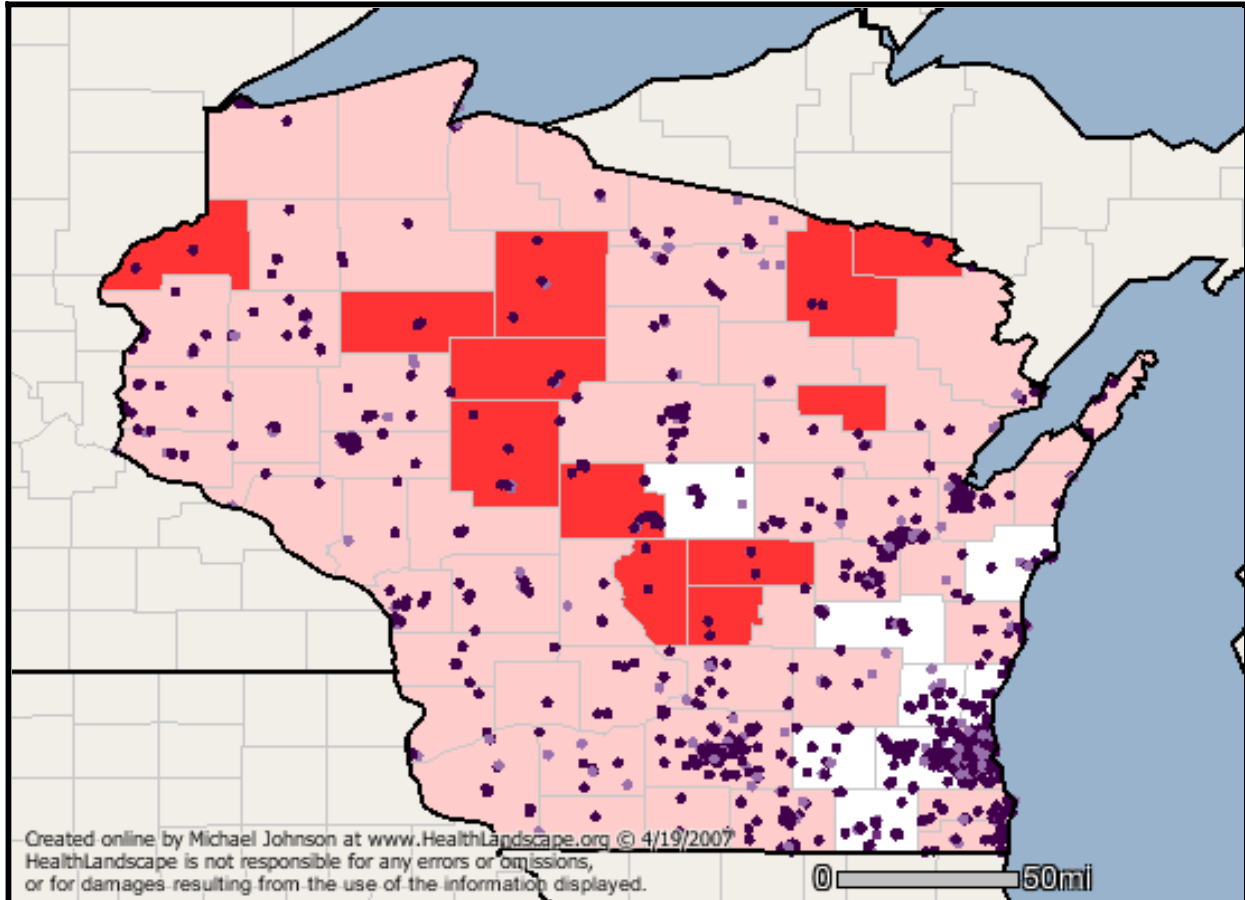 Created online by Michael Johnson at www.HealthLandscape.org © 4/19/2007
HealthLandscape is not responsible for any errors or omissions,
or for damages resulting from the use of the information displayed.
0 50mi